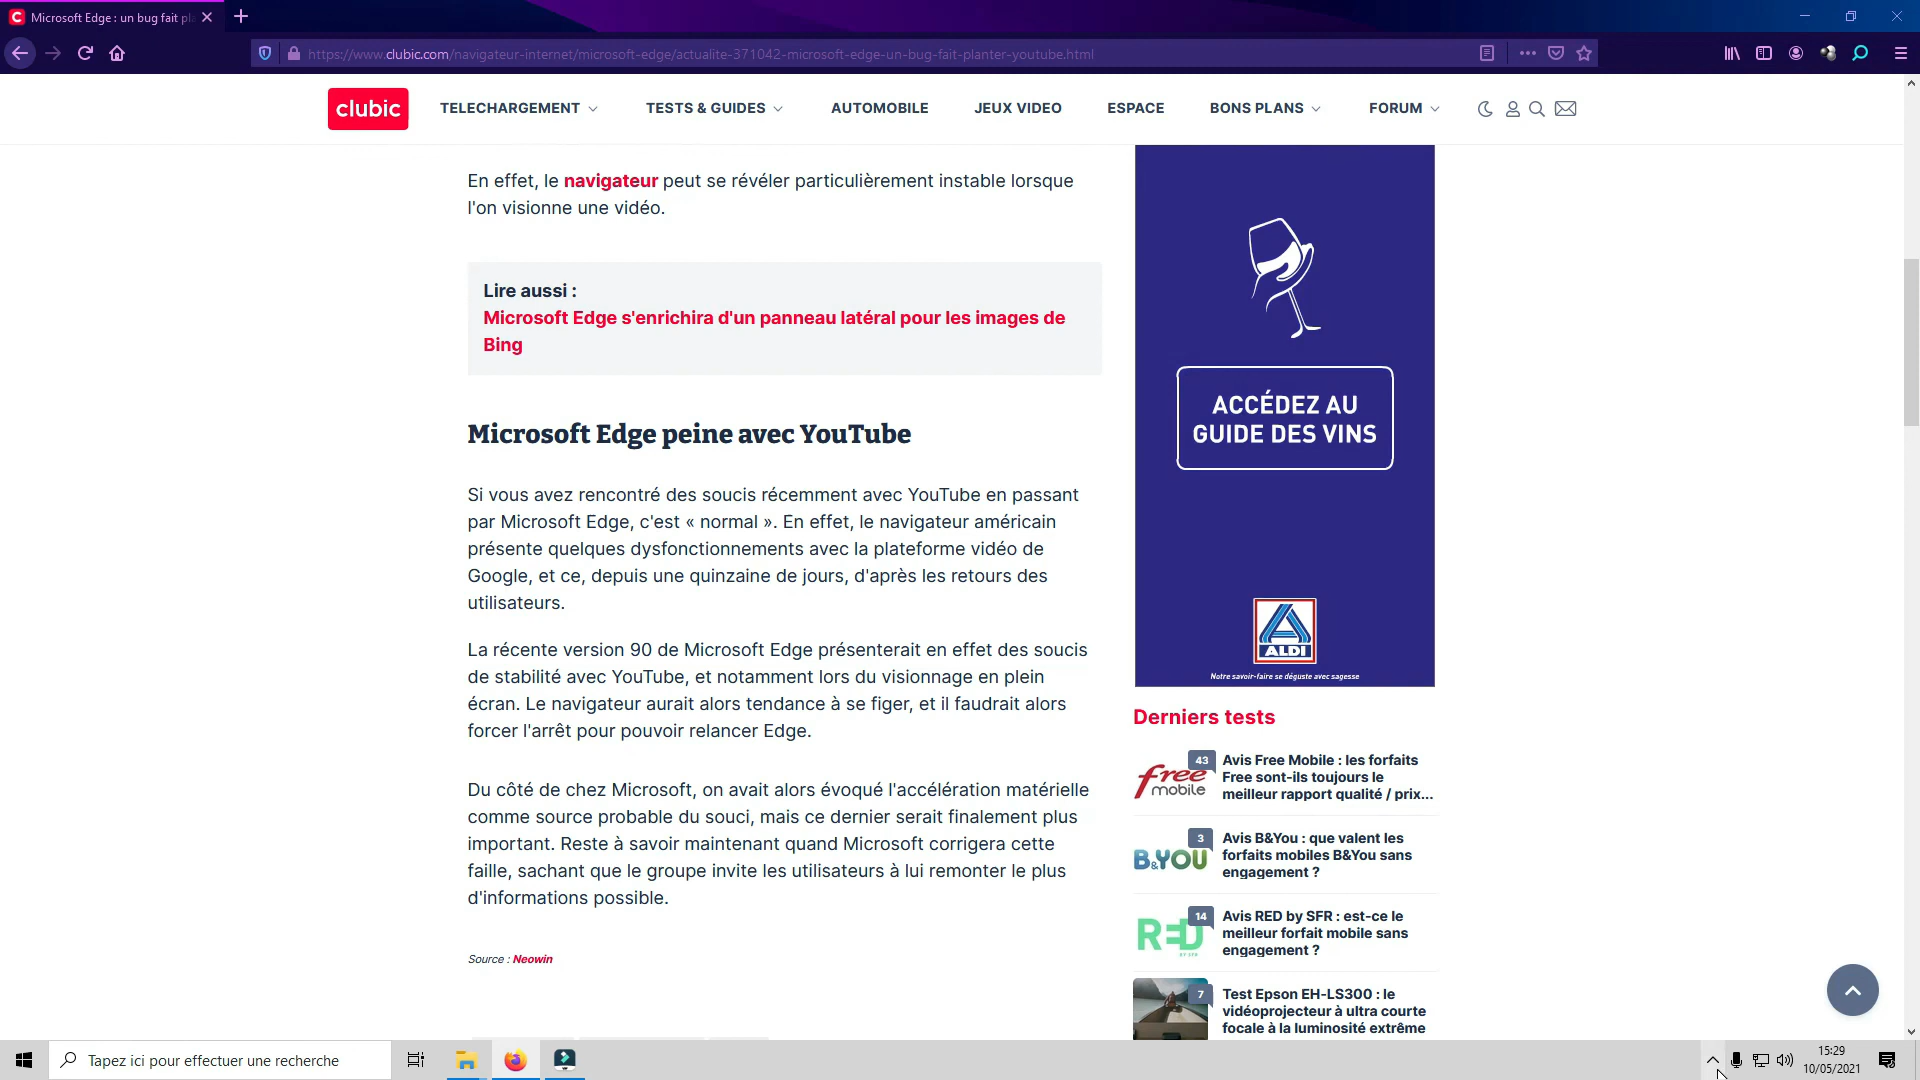 Microsoft Edge : un bug fait pl
https://www.clubic.com/navigateur-internet/microsoft-edge/actualite-371042-microsoft-edge-un-bug-fait-planter-youtube.html
clubic
TELECHARGEMENT
TESTS & GUIDES
AUTOMOBILE
JEUX VIDEO
ESPACE
BONS PLANS
FORUM
En effet, le navigateur peut se révéler particulièrement instable lorsque
l'on visionne une vidéo.
Lire aussi :
Microsoft Edge s'enrichira d'un panneau latéral pour les images de
Bing
Microsoft Edge peine avec YouTube
Si vous avez rencontré des soucis récemment avec YouTube en passant
par Microsoft Edge, c'est « normal ». En effet, le navigateur américain
présente quelques dysfonctionnements avec la plateforme vidéo de
Google, et ce, depuis une quinzaine de jours, d'après les retours des
utilisateurs.
La récente version 90 de Microsoft Edge présenterait en effet des soucis
de stabilité avec YouTube, et notamment lors du visionnage en plein
écran. Le navigateur aurait alors tendance à se figer, et il faudrait alors
forcer l'arrêt pour pouvoir relancer Edge.
Du côté de chez Microsoft, on avait alors évoqué l'accélération matérielle
comme source probable du souci, mais ce dernier serait finalement plus
important. Reste à savoir maintenant quand Microsoft corrigera cette
faille, sachant que le groupe invite les utilisateurs à lui remonter le plus
d'informations possible.
Source : Neowin
ACCÉDEZ AU
GUIDE DES VINS
ALDI
Notre savoir-faire se déguste avec sagesse
Derniers tests
free
mobile
43
Avis Free Mobile : les forfaits
Free sont-ils toujours le
meilleur rapport qualité / prix...
B&YOU
3
Avis B&You : que valent les
forfaits mobiles B&You sans
engagement ?
RED
BY SFR
14
Avis RED by SFR : est-ce le
meilleur forfait mobile sans
engagement ?
7
Test Epson EH-LS300 : le
vidéoprojecteur à ultra courte
focale à la luminosité extrême
Tapez ici pour effectuer une recherche
15:29
10/05/2021